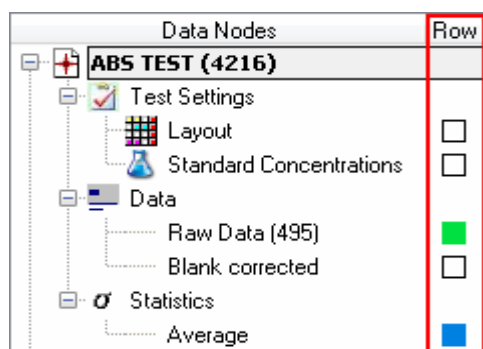 Data Nodes Row
ABS TEST (4216)
Test Settings
Layout
Standard Concentrations
Data
Raw Data (495)
Blank corrected
σ Statistics
Average